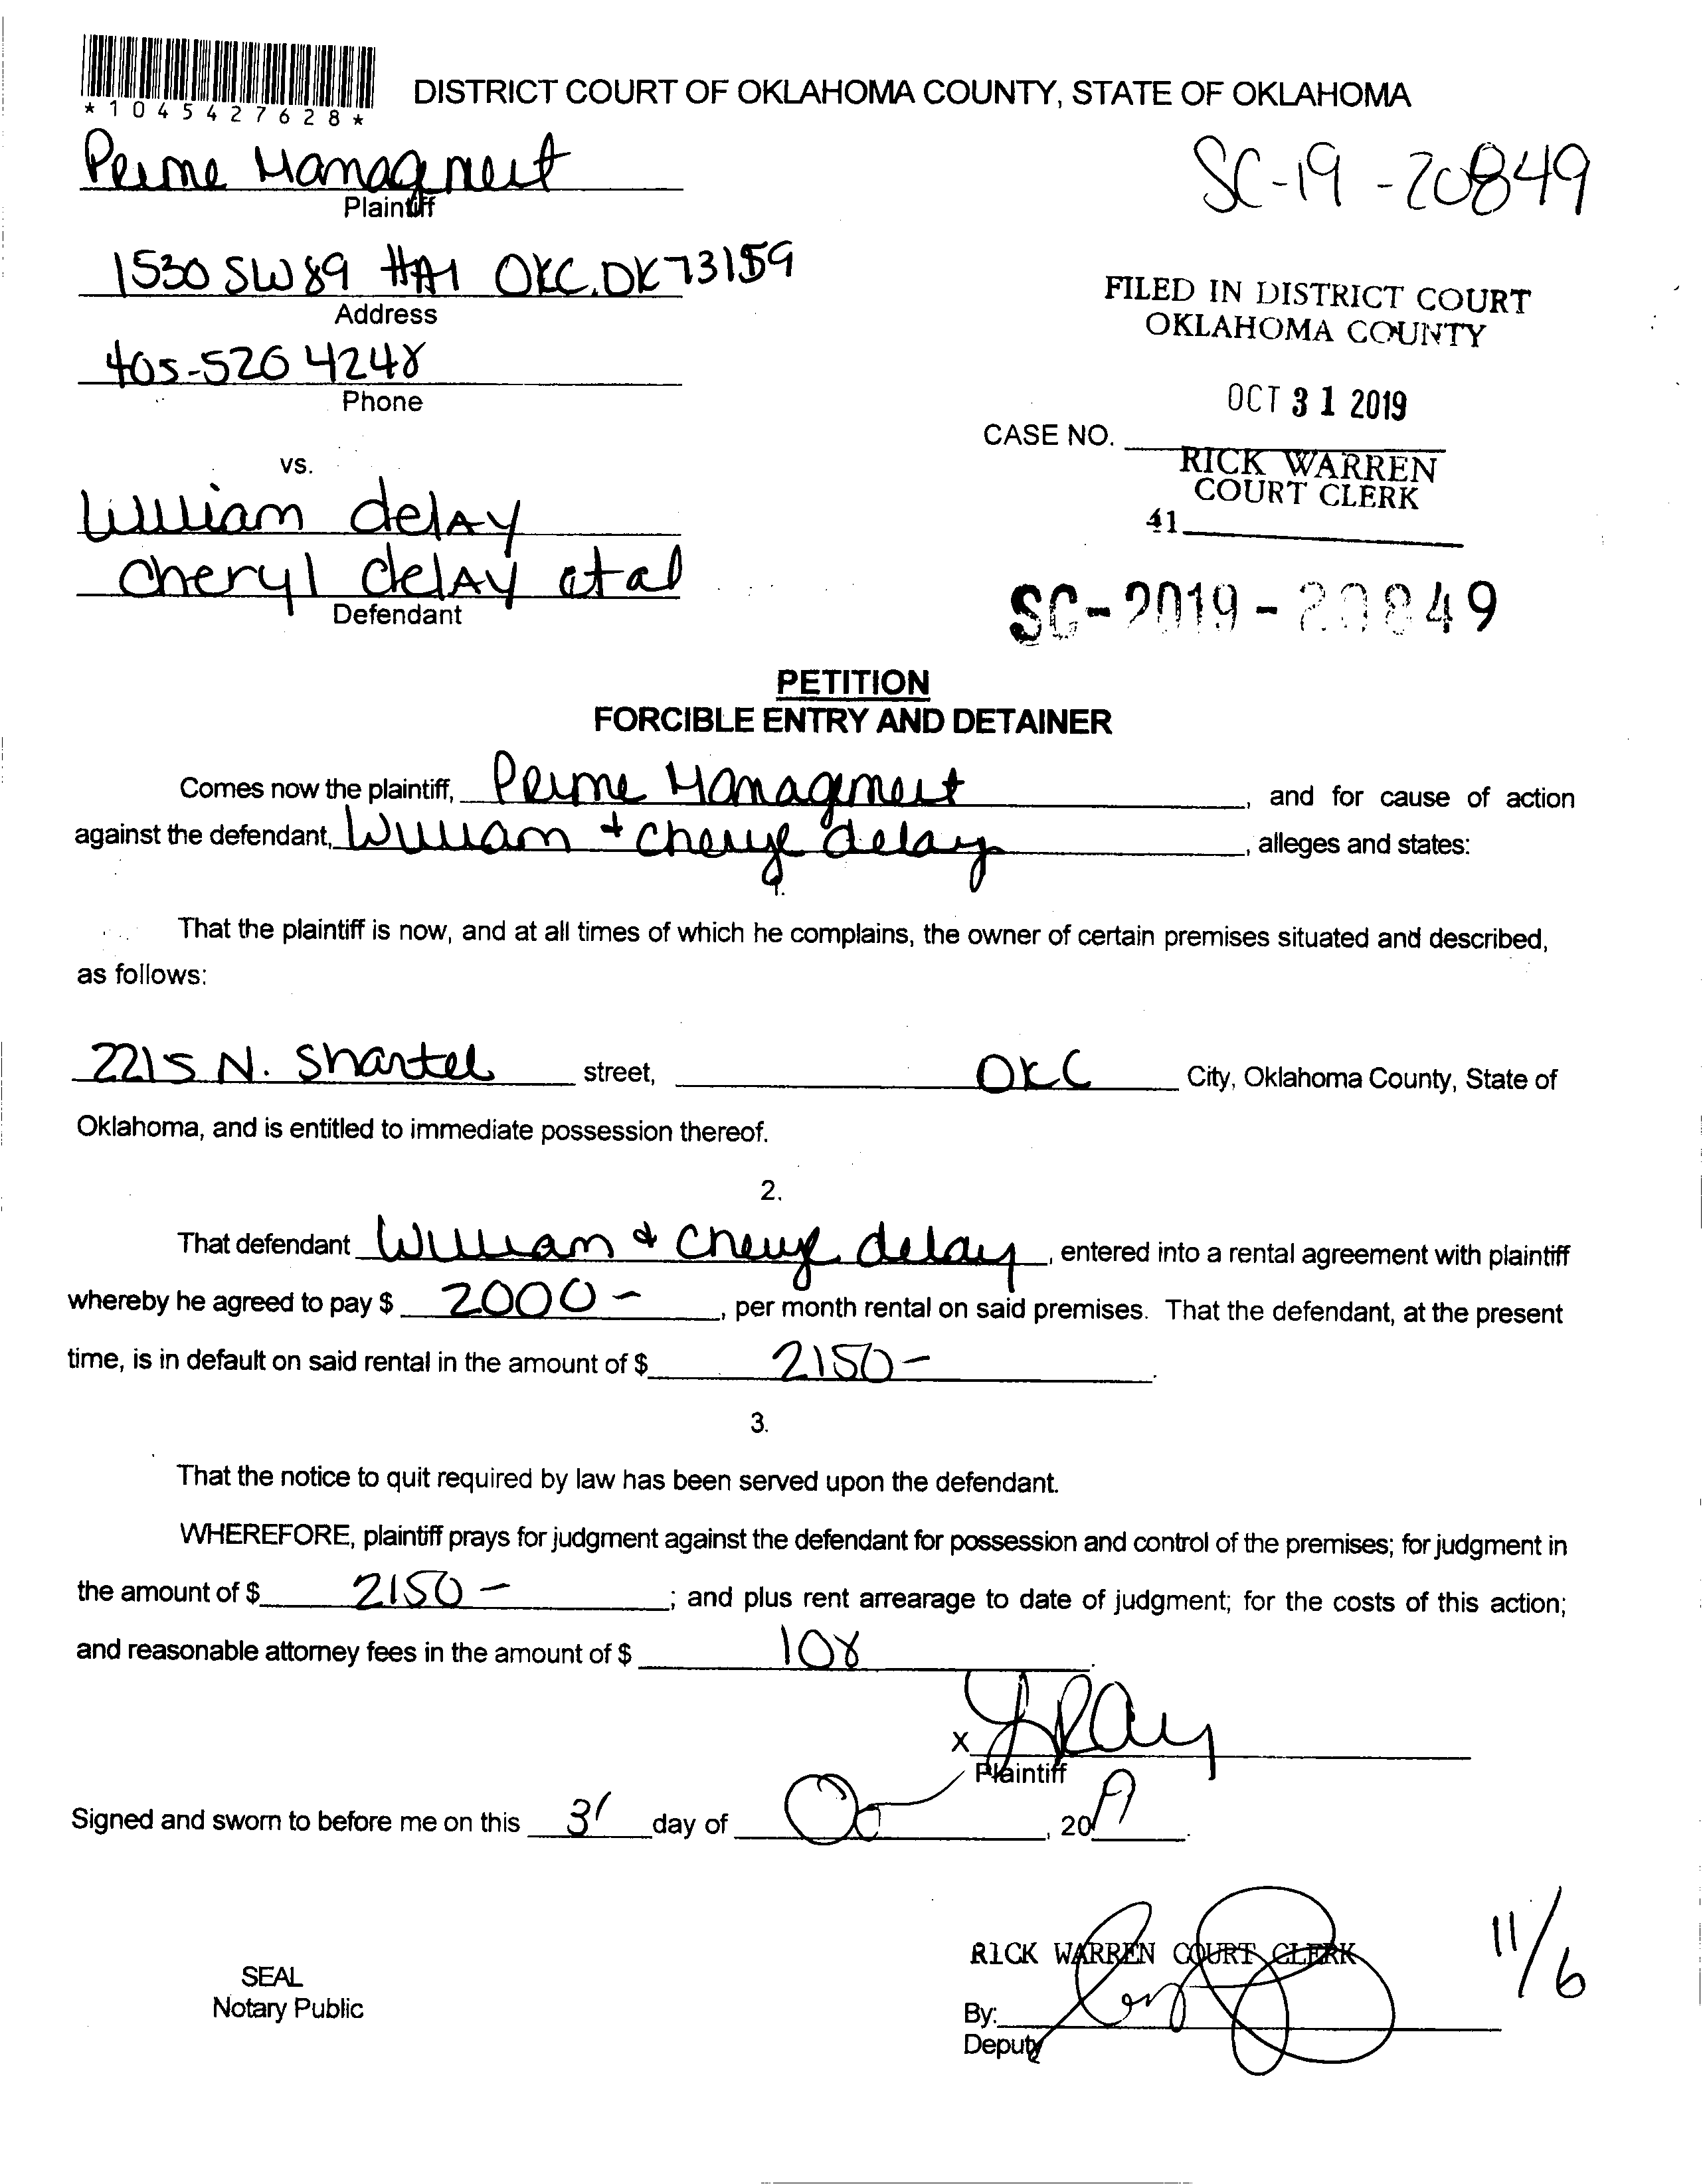 *1045427628*
DISTRICT COURT OF OKLAHOMA COUNTY, STATE OF OKLAHOMA
Prime Managment
Plaintiff
SC-19-20849
1530 SW 89 #A1 OKC, OK 73159
Address
FILED IN DISTRICT COURT
OKLAHOMA COUNTY
405-520 4248
Phone
OCT 31 2019
CASE NO.
RICK WARREN
COURT CLERK
41
vs.
William delay
Cheryl delay et al
Defendant
SC-2019-20849
PETITION
FORCIBLE ENTRY AND DETAINER
Comes now the plaintiff, Prime Managment, and for cause of action
against the defendant, William + Cheryl delay, alleges and states:
1.
That the plaintiff is now, and at all times of which he complains, the owner of certain premises situated and described,
as follows:
2215 N. Shartel street, OKC City, Oklahoma County, State of
Oklahoma, and is entitled to immediate possession thereof.
2.
That defendant William & Cheryl delay, entered into a rental agreement with plaintiff
whereby he agreed to pay $ 2000-, per month rental on said premises. That the defendant, at the present
time, is in default on said rental in the amount of $ 2150-.
3.
That the notice to quit required by law has been served upon the defendant.
WHEREFORE, plaintiff prays for judgment against the defendant for possession and control of the premises; for judgment in
the amount of $ 2150-; and plus rent arrearage to date of judgment; for the costs of this action;
and reasonable attorney fees in the amount of $ 108.
X
Plaintiff
Signed and sworn to before me on this 31 day of Oc, 2019.
RICK WARREN COURT CLERK
11/6
SEAL
Notary Public
By:
Deputy